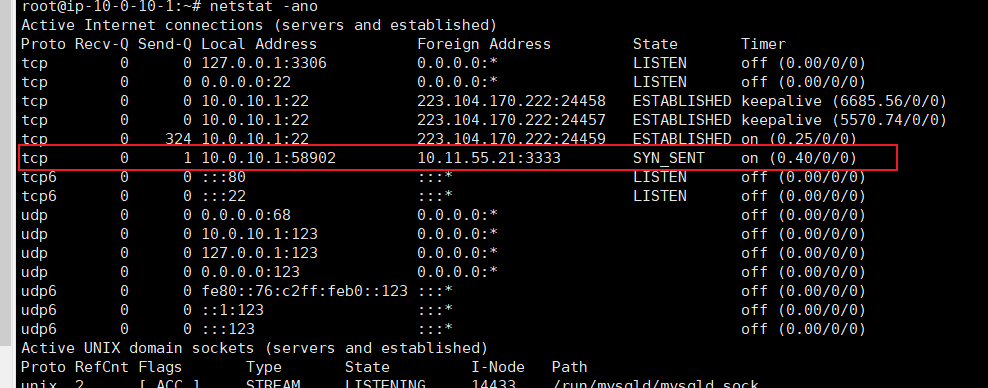 root@ip-10-0-10-1:~# netstat -ano
Active Internet connections (servers and established)
Proto Recv-Q Send-Q Local Address           Foreign Address         State       Timer
tcp        0      0 127.0.0.1:3306          0.0.0.0:*               LISTEN      off (0.00/0/0)
tcp        0      0 0.0.0.0:22              0.0.0.0:*               LISTEN      off (0.00/0/0)
tcp        0      0 10.0.10.1:22            223.104.170.222:24458   ESTABLISHED keepalive (6685.56/0/0)
tcp        0      0 10.0.10.1:22            223.104.170.222:24457   ESTABLISHED keepalive (5570.74/0/0)
tcp        0    324 10.0.10.1:22            223.104.170.222:24459   ESTABLISHED on (0.25/0/0)
tcp        0      1 10.0.10.1:58902         10.11.55.21:3333        SYN_SENT    on (0.40/0/0)
tcp6       0      0 :::80                   :::*                    LISTEN      off (0.00/0/0)
tcp6       0      0 :::22                   :::*                    LISTEN      off (0.00/0/0)
udp        0      0 0.0.0.0:68              0.0.0.0:*                           off (0.00/0/0)
udp        0      0 10.0.10.1:123           0.0.0.0:*                           off (0.00/0/0)
udp        0      0 127.0.0.1:123           0.0.0.0:*                           off (0.00/0/0)
udp        0      0 0.0.0.0:123             0.0.0.0:*                           off (0.00/0/0)
udp6       0      0 fe80::76:c2ff:feb0::123 :::*                                off (0.00/0/0)
udp6       0      0 ::1:123                 :::*                                off (0.00/0/0)
udp6       0      0 :::123                  :::*                                off (0.00/0/0)
Active UNIX domain sockets (servers and established)
Proto RefCnt Flags       Type       State         I-Node   Path
unix  2      [ ACC ]     STREAM     LISTENING     14433    /run/mysqld/mysqld.sock